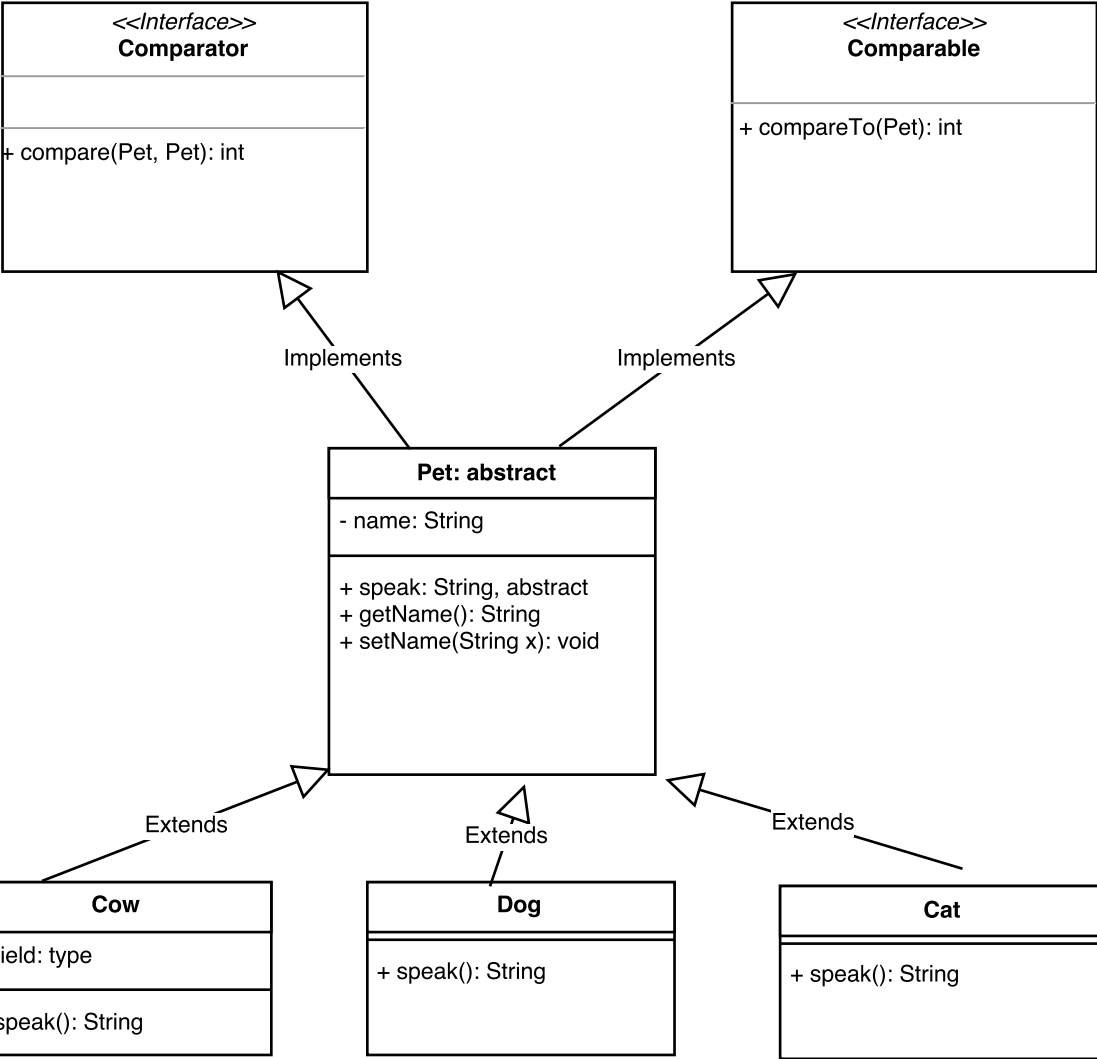 <<Interface>>
Comparator
+ compare(Pet, Pet): int
<<Interface>>
Comparable
+ compareTo(Pet): int
Implements
Implements
Pet: abstract
- name: String
+ speak: String, abstract
+ getName(): String
+ setName(String x): void
Extends
Extends
Extends
Cow
ield: type
speak(): String
Dog
+ speak(): String
Cat
+ speak(): String